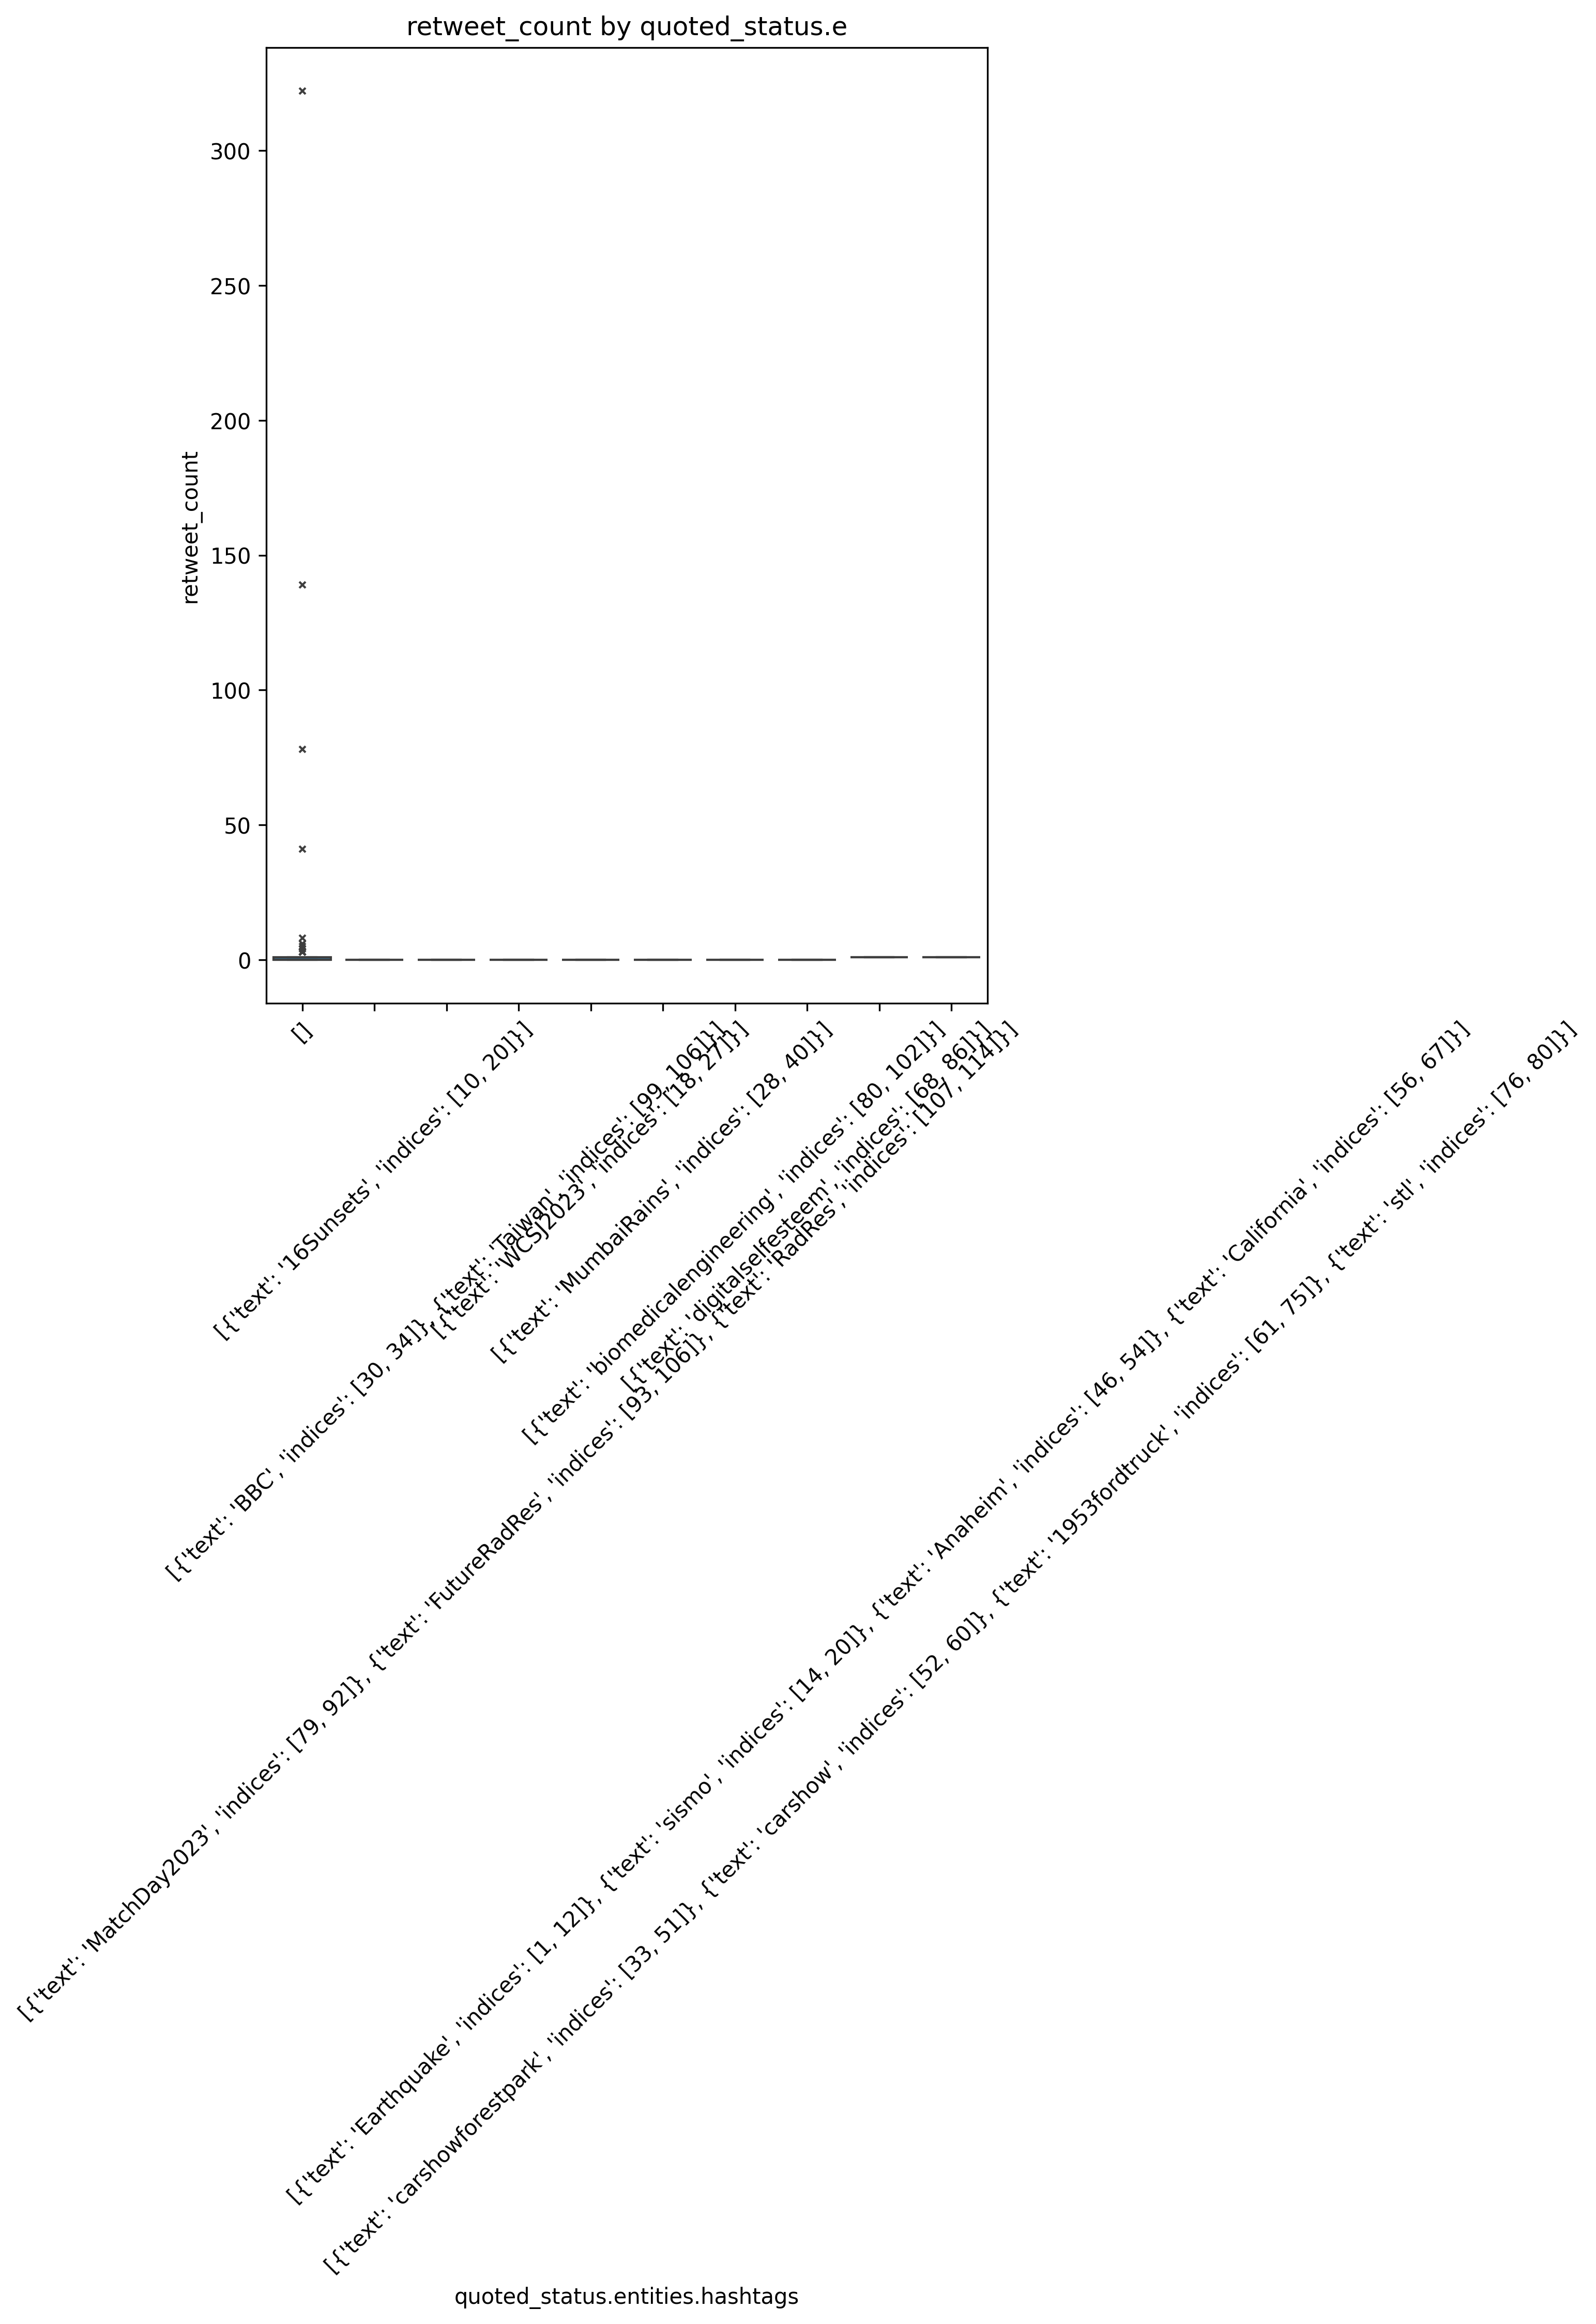 retweet_count by quoted_status.e
retweet_count
300
250
200
150
100
50
0
[]
[{'text': '16Sunsets', 'indices': [10, 20]}]
[{'text': 'BBC', 'indices': [30, 34]}, {'text': 'Taiwan', 'indices': [99, 106]}]
[{'text': 'MatchDay2023', 'indices': [79, 92]}, {'text': 'FutureRadRes', 'indices': [93, 106]}, {'text': 'RadRes', 'indices': [107, 114]}]
[{'text': 'WCSJ2023', 'indices': [18, 27]}]
[{'text': 'MumbaiRains', 'indices': [28, 40]}]
[{'text': 'biomedicalengineering', 'indices': [80, 102]}]
[{'text': 'digitalselfesteem', 'indices': [68, 86]}]
[{'text': 'Earthquake', 'indices': [1, 12]}, {'text': 'sismo', 'indices': [14, 20]}, {'text': 'Anaheim', 'indices': [46, 54]}, {'text': 'California', 'indices': [56, 67]}]
[{'text': 'carshowforestpark', 'indices': [33, 51]}, {'text': 'carshow', 'indices': [52, 60]}, {'text': '1953fordtruck', 'indices': [61, 75]}, {'text': 'stl', 'indices': [76, 80]}]
quoted_status.entities.hashtags